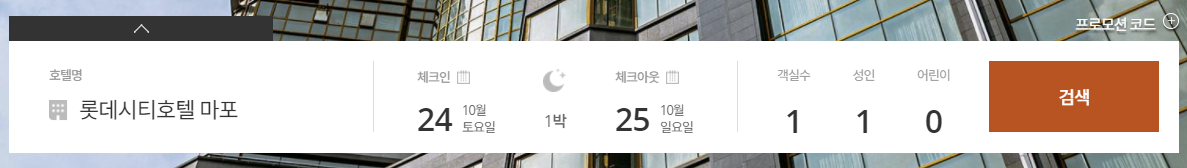 프로모션 코드
호텔명
롯데시티호텔 마포
체크인
24 10월 토요일
1박
체크아웃
25 10월 일요일
객실수 성인 어린이
1 1 0
검색